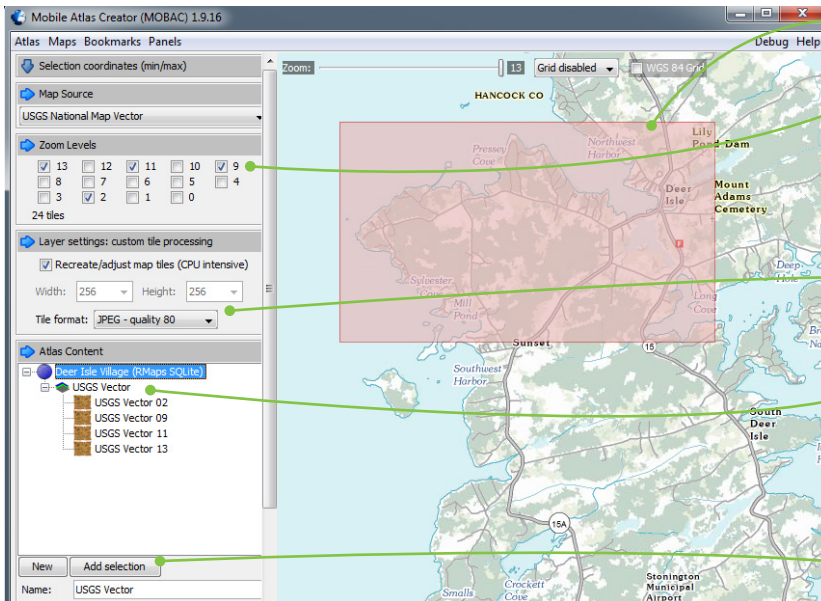 Mobile Atlas Creator (MOBAC) 1.9.16
Atlas Maps Bookmarks Panels
Debug Help
Selection coordinates (min/max)
Map Source
USGS National Map Vector
Zoom Levels
13 12 11 10 9
8 7 6 5 4
3 2 1 0
24 tiles
Layer settings: custom tile processing
Recreate/adjust map tiles (CPU intensive)
Width: 256 Height: 256
Tile format: JPEG - quality 80
Atlas Content
Deer Isle Village (RMaps SQLite)
USGS Vector
USGS Vector 02
USGS Vector 09
USGS Vector 11
USGS Vector 13
New Add selection
Name: USGS Vector
Zoom: 13 Grid disabled WGS 84 Grid
HANCOCK CO
Lily
Pond Dam
Northwest
Harbor
Pressey
Cove
Deer
Isle
Mount
Adams
Cemetery
Deep
Hole
Sylvester
Cove
Mill
Pond
Long
Cove
Sunset
15
Southwest
Harbor
South
Deer
Isle
15A
Stonington
Municipal
Airport
Crockett
Cove
Smalls